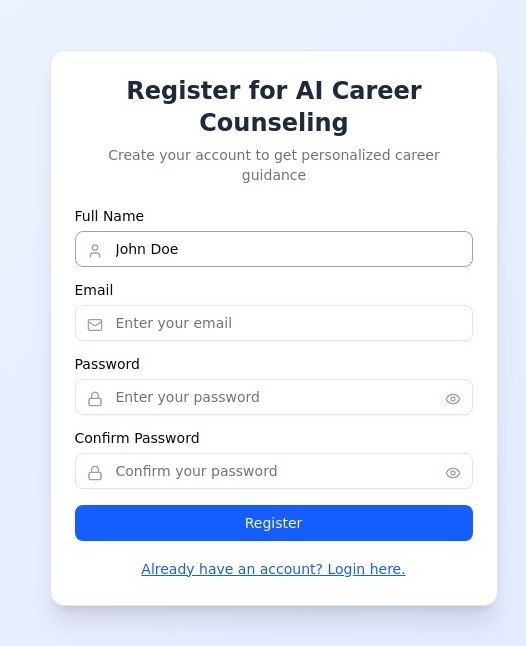 Register for AI Career
Counseling
Create your account to get personalized career
guidance
Full Name
John Doe
Email
Enter your email
Password
Enter your password
Confirm Password
Confirm your password
Register
Already have an account? Login here.